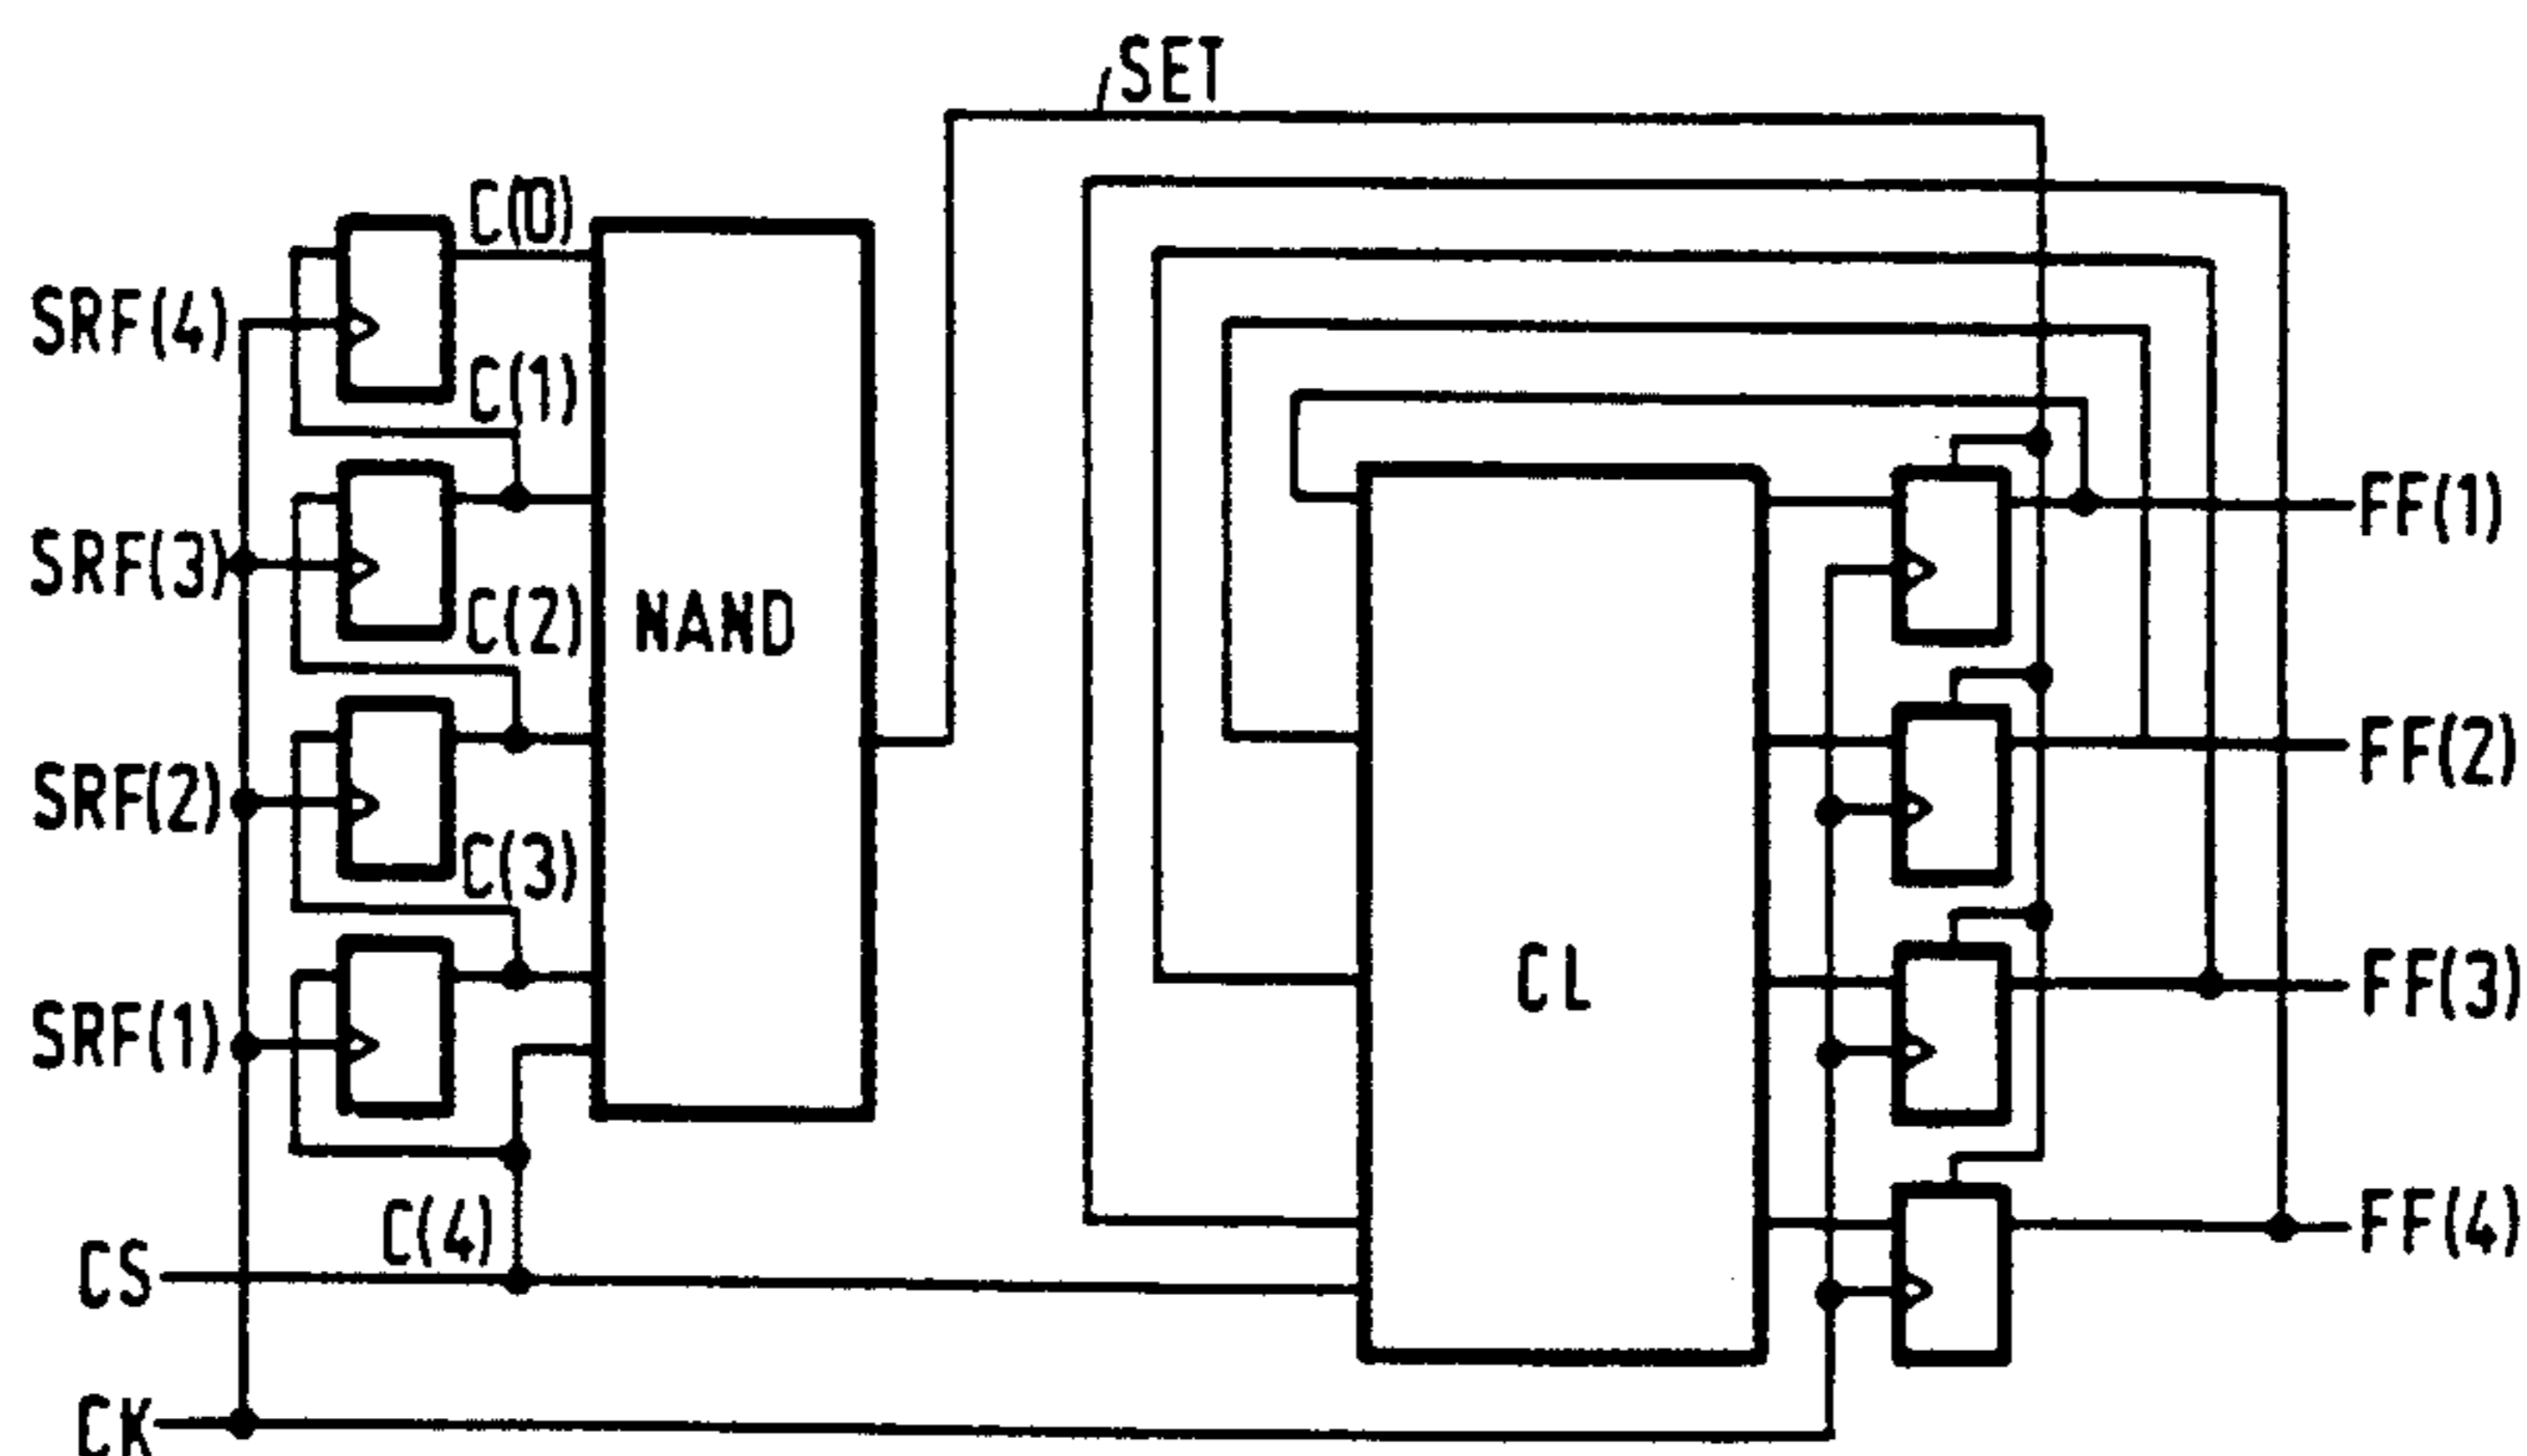 SET
C(0)
SRF(4)
C(1)
SRF(3)
C(2)
NAND
SRF(2)
C(3)
SRF(1)
C(4)
CS
CK
CL
FF(1)
FF(2)
FF(3)
FF(4)